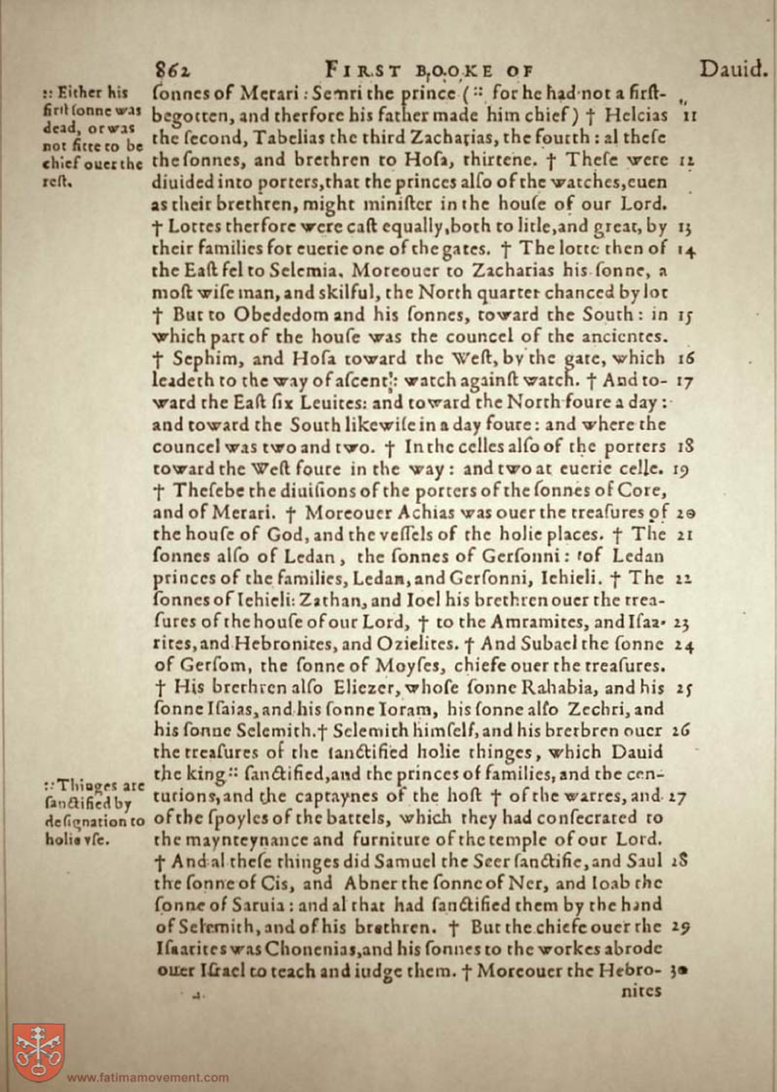 862 FIRST BOOKE OF Dauid.
:: Either his
first sonne was
dead, or was
not fitte to be
chief ouer the
rest.
ſonnes of Merari : Semri the prince (:: for he had not a firſt-
begotten, and therfore his father made him chief) † Helcias 11
the ſecond, Tabelias the third Zacharias, the fourth : al theſe
the ſonnes, and brethren to Hoſa, thirtene. † Theſe were 12
diuided into porters, that the princes alſo of the watches, euen
as their brethren, might miniſter in the houſe of our Lord.
† Lottes therfore were caſt equally, both to litle, and great, by 13
their families for euerie one of the gates. † The lotte then of 14
the Eaſt fel to Selemia. Moreouer to Zacharias his ſonne, a
moſt wiſe man, and skilful, the North quarter chanced by lot
† But to Obededom and his ſonnes, toward the South : in 15
which part of the houſe was the councel of the ancientes.
† Sephim, and Hoſa toward the Weſt, by the gate, which 16
leadeth to the way of aſcent : watch againſt watch. † And to- 17
ward the Eaſt ſix Leuites: and toward the North foure a day :
and toward the South likewiſe in a day foure : and where the
councel was two and two. † In the celles alſo of the porters 18
toward the Weſt foure in the way : and two at euerie celle. 19
† Theſe be the diuiſions of the porters of the ſonnes of Core,
and of Merari. † Moreouer Achias was ouer the treaſures of 20
the houſe of God, and the veſſels of the holie places. † The 21
ſonnes alſo of Ledan, the ſonnes of Gerſonni : of Ledan
princes of the families, Ledan, and Gerſonni, Iehieli. † The 22
ſonnes of Iehieli: Zathan, and Ioel his brethren ouer the trea-
ſures of the houſe of our Lord, † to the Amramites, and Iſaa- 23
rites, and Hebronites, and Ozielites. † And Subael the ſonne 24
of Gerſom, the ſonne of Moyſes, chiefe ouer the treaſures.
† His brethren alſo Eliezer, whoſe ſonne Rahabia, and his 25
ſonne Iſaias, and his ſonne Ioram, his ſonne alſo Zechri, and
his ſonne Selemith. † Selemith himſelf, and his brethren ouer 26
the treaſures of the ſanctified holie thinges, which Dauid
the king :: ſanctified, and the princes of families, and the cen-
:: Thinges are
ſanctified by
deſignation to
holie vſe.
turions, and the captaynes of the hoſt † of the warres, and 27
of the ſpoyles of the battels, which they had conſecrated to
the maynteynance and furniture of the temple of our Lord.
† And al theſe thinges did Samuel the Seer ſanctifie, and Saul 28
the ſonne of Cis, and Abner the ſonne of Ner, and Ioab the
ſonne of Saruia : and al that had ſanctified them by the hand
of Selemith, and of his brethren. † But the chiefe ouer the 29
Iſaarites was Chonenias, and his ſonnes to the workes abrode
ouer Iſrael to teach and iudge them. † Moreouer the Hebro- 30
nites
www.fatimamovement.com